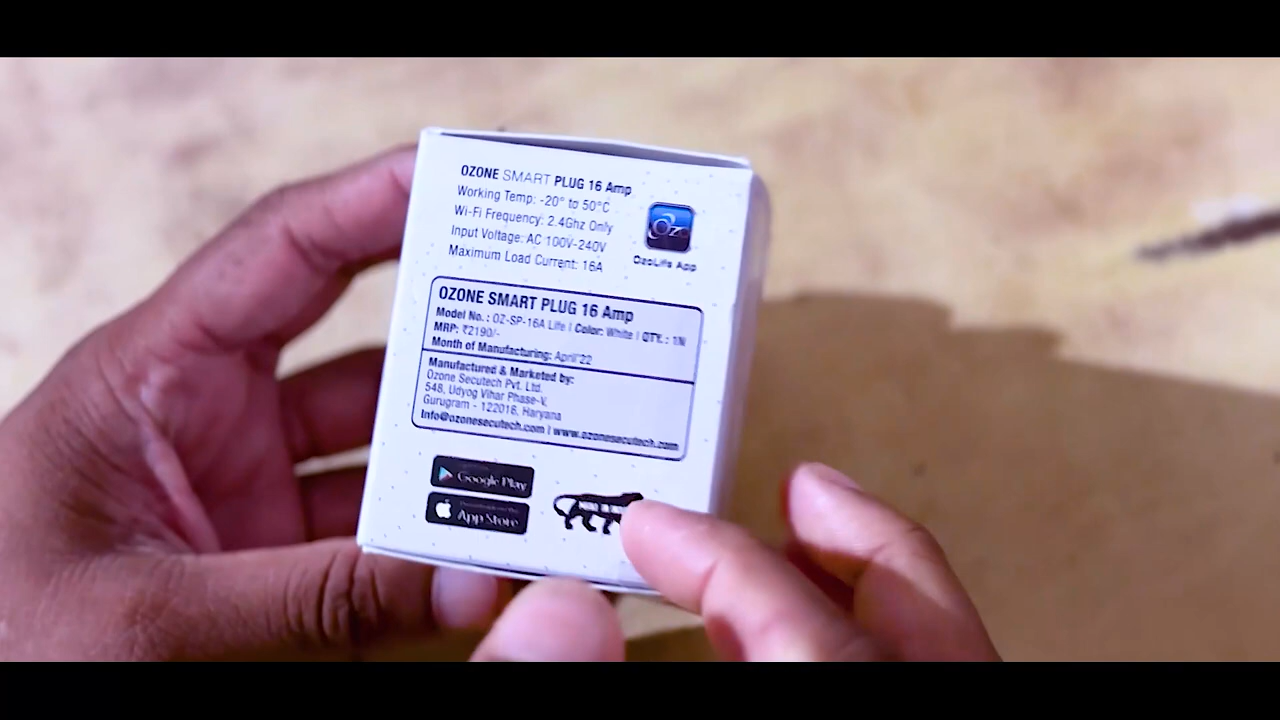 OZONE SMART PLUG 16 Amp
Working Temp: -20° to 50°C
Wi-Fi Frequency: 2.4Ghz Only
Input Voltage: AC 100V-240V
Maximum Load Current: 16A
Oz
OzoLife App
OZONE SMART PLUG 16 Amp
Model No. : OZ-SP-16A Life | Color: White | QTY. : 1N
MRP: ₹2190/-
Month of Manufacturing: April'22
Manufactured & Marketed by:
Ozone Secutech Pvt. Ltd.
548, Udyog Vihar Phase-V,
Gurugram - 122016, Haryana
Info@ozonesecutech.com | www.ozonesecutech.com
Google Play
App Store